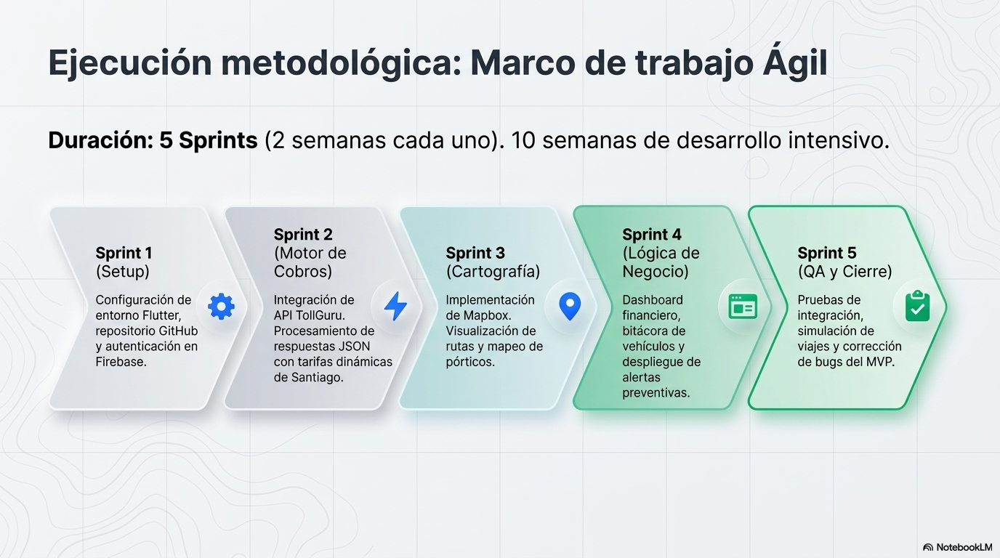 Ejecución metodológica: Marco de trabajo Ágil
Duración: 5 Sprints (2 semanas cada uno). 10 semanas de desarrollo intensivo.
Sprint 1
(Setup)
Configuración de
entorno Flutter,
repositorio GitHub
y autenticación en
Firebase.
Sprint 2
(Motor de
Cobros)
Integración de
API TollGuru.
Procesamiento de
respuestas JSON
con tarifas dinámicas
de Santiago.
Sprint 3
(Cartografía)
Implementación
de Mapbox.
Visualización de
rutas y mapeo de
pórticos.
Sprint 4
(Lógica de
Negocio)
Dashboard
financiero,
bitácora de
vehículos y
despliegue de
alertas
preventivas.
Sprint 5
(QA y Cierre)
Pruebas de
integración,
simulación de
viajes y corrección
de bugs del MVP.
NotebookLM